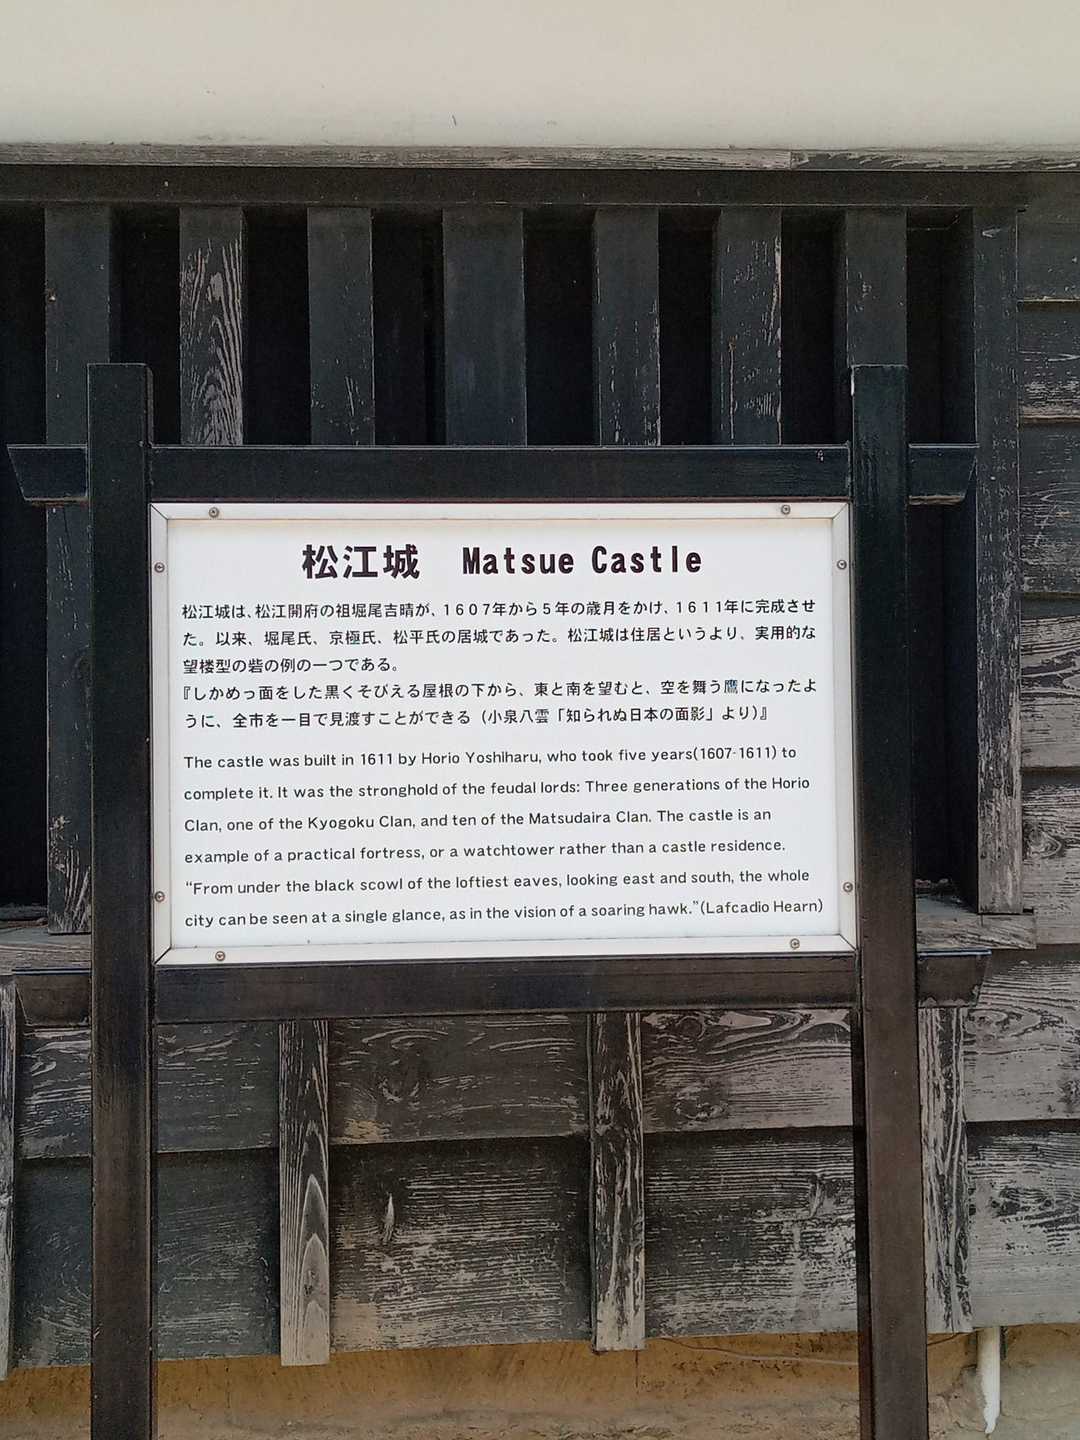 松江城　Matsue Castle
松江城は、松江開府の祖堀尾吉晴が、１６０７年から５年の歳月をかけ、１６１１年に完成させ
た。以来、堀尾氏、京極氏、松平氏の居城であった。松江城は住居というより、実用的な
望楼型の砦の例の一つである。
『しかめっ面をした黒くそびえる屋根の下から、東と南を望むと、空を舞う鷹になったよ
うに、全市を一目で見渡すことができる（小泉八雲「知られぬ日本の面影」より）』
The castle was built in 1611 by Horio Yoshiharu, who took five years(1607-1611) to
complete it. It was the stronghold of the feudal lords: Three generations of the Horio
Clan, one of the Kyogoku Clan, and ten of the Matsudaira Clan. The castle is an
example of a practical fortress, or a watchtower rather than a castle residence.
“From under the black scowl of the loftiest eaves, looking east and south, the whole
city can be seen at a single glance, as in the vision of a soaring hawk.”(Lafcadio Hearn)